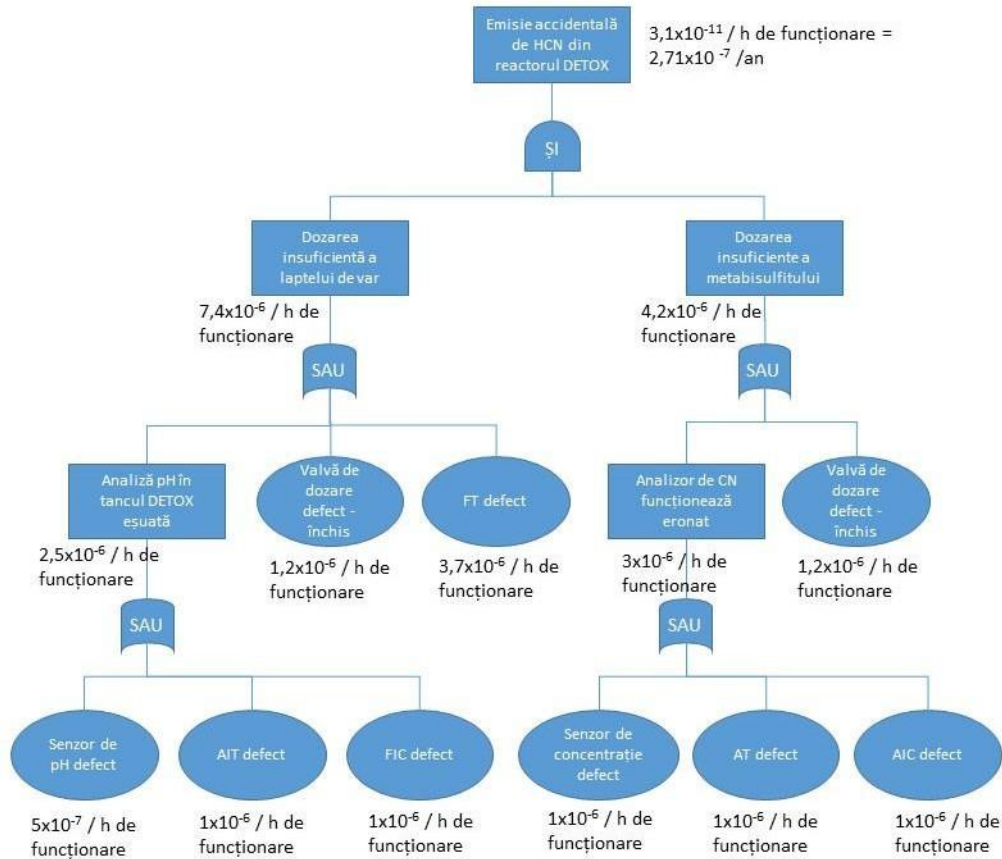 Emisie accidentală
de HCN din
reactorul DETOX
3,1x10⁻¹¹ / h de funcționare =
2,71x10 ⁻⁷ /an
ȘI
Dozarea
insuficientă a
laptelui de var
Dozarea
insuficiente a
metabisulfitului
7,4x10⁻⁶ / h de
funcționare
4,2x10⁻⁶ / h de
funcționare
SAU
SAU
Analiză pH în
tancul DETOX
eșuată
Valvă de
dozare
defect -
închis
FT defect
Analizor de CN
funcționează
eronat
Valvă de
dozare
defect -
închis
2,5x10⁻⁶ / h de
funcționare
1,2x10⁻⁶ / h de
funcționare
3,7x10⁻⁶ / h de
funcționare
3x10⁻⁶ / h de
funcționare
1,2x10⁻⁶ / h de
funcționare
SAU
SAU
Senzor de
pH defect
AIT defect
FIC defect
Senzor de
concentrație
defect
AT defect
AIC defect
5x10⁻⁷ / h de
funcționare
1x10⁻⁶ / h de
funcționare
1x10⁻⁶ / h de
funcționare
1x10⁻⁶ / h de
funcționare
1x10⁻⁶ / h de
funcționare
1x10⁻⁶ / h de
funcționare